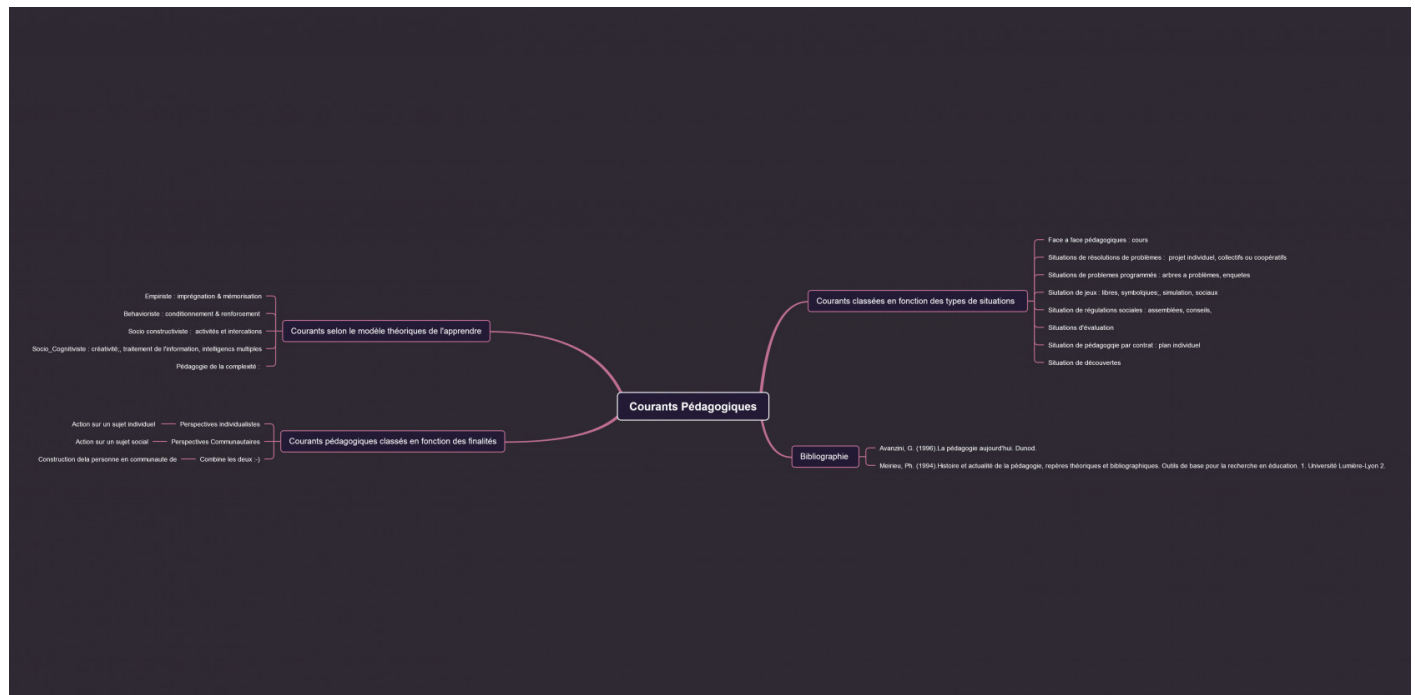 Courants Pédagogiques
Courants classées en fonction des types de situations
Face a face pédagogiques : cours
Situations de résolutions de problèmes :  projet individuel, collectifs ou coopératifs
Situations de problemes programmés : arbres a problèmes, enquetes
Siutation de jeux : libres, symbolqiues,, simulation, sociaux
Situation de régulations sociales : assemblées, conseils,
Situations d'évaluation
Situation de pédagogqie par contrat : plan individuel
Situation de découvertes
Bibliographie
Avanzini, G. (1996).La pédagogie aujourd'hui. Dunod.
Meirieu, Ph. (1994).Histoire et actualité de la pédagogie, repères théoriques et bibliographiques. Outils de base pour la recherche en éducation. 1. Université Lumière-Lyon 2.
Courants selon le modèle théoriques de l'apprendre
Empiriste : imprégnation & mémorisation
Behavioriste : conditionnement & renforcement
Socio constructiviste :  activités et intercations
Socio_Cognitiviste : créativité;, traitement de l'information, intelligencs multiples
Pédagogie de la complexité :
Courants pédagogiques classés en fonction des finalités
Perspectives individualistes
Action sur un sujet individuel
Perspectives Communautaires
Action sur un sujet social
Combine les deux ;-)
Construction dela personne en communaute de